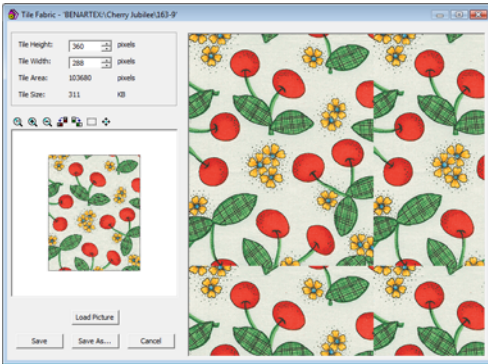 Tile Fabric - 'BENARTEX\Cherry Jubilee\163-9'
Tile Height: 360 pixels
Tile Width: 288 pixels
Tile Area: 103680 pixels
Tile Size: 311 KB
Load Picture
Save Save As... Cancel